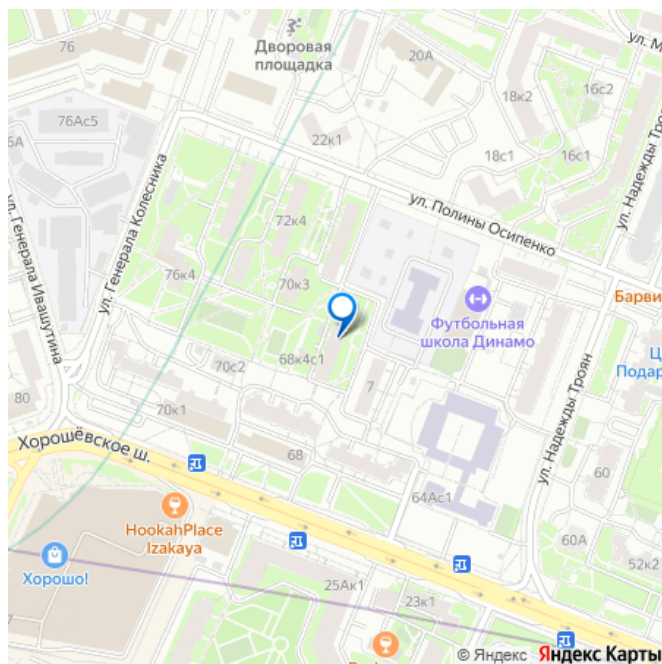 76
Дворовая
площадка
20А
ул. М
18к2
16с2
76Ас5
22к1
ул. Надежды Троян
18с1
16с1
ул. Генерала Колесника
ул. Полины Осипенко
72к4
ул. Генерала Ивашутина
76к4
70к3
Барви
Футбольная
школа Динамо
Ц
Подар
68к4с1
70с2
7
80
70к1
ул. Надежды Троян
Хорошёвское ш.
68
60
64Ас1
HookahPlace
Izakaya
60А
52к2
Хорошо!
25Ак1
23к1
© Яндекс Яндекс Карты